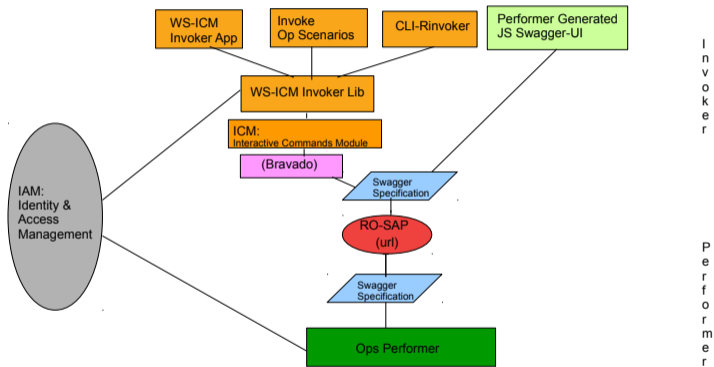 WS-ICM
Invoker App
Invoke
Op Scenarios
CLI-Rinvoker
Performer Generated
JS Swagger-UI
WS-ICM Invoker Lib
ICM:
Interactive Commands Module
(Bravado)
Swagger
Specification
IAM:
Identity &
Access
Management
RO-SAP
(url)
Swagger
Specification
Ops Performer
I
n
v
o
k
e
r
P
e
r
f
o
r
m
e
r